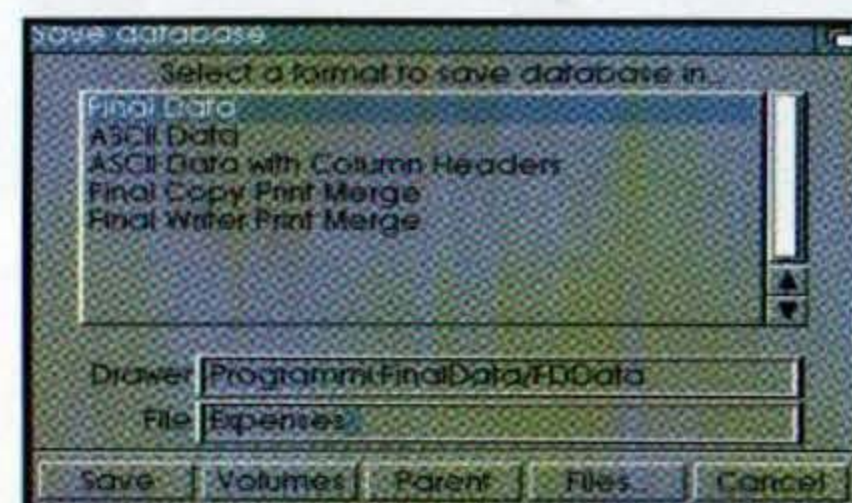 Save database
Select a format to save database in...
Final Data
ASCII Data
ASCII Data with Column Headers
Final Copy Print Merge
Final Writer Print Merge
Drawer Programmi:FinalData/FDData
File Expenses
Save Volumes Parent Files... Cancel